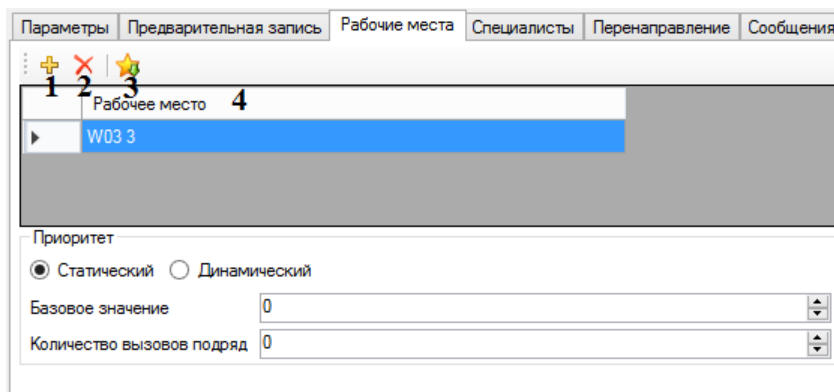 Параметры Предварительная запись Рабочие места Специалисты Перенаправление Сообщения
1 2 3
Рабочее место 4
W03 3
Приоритет
Статический Динамический
Базовое значение 0
Количество вызовов подряд 0